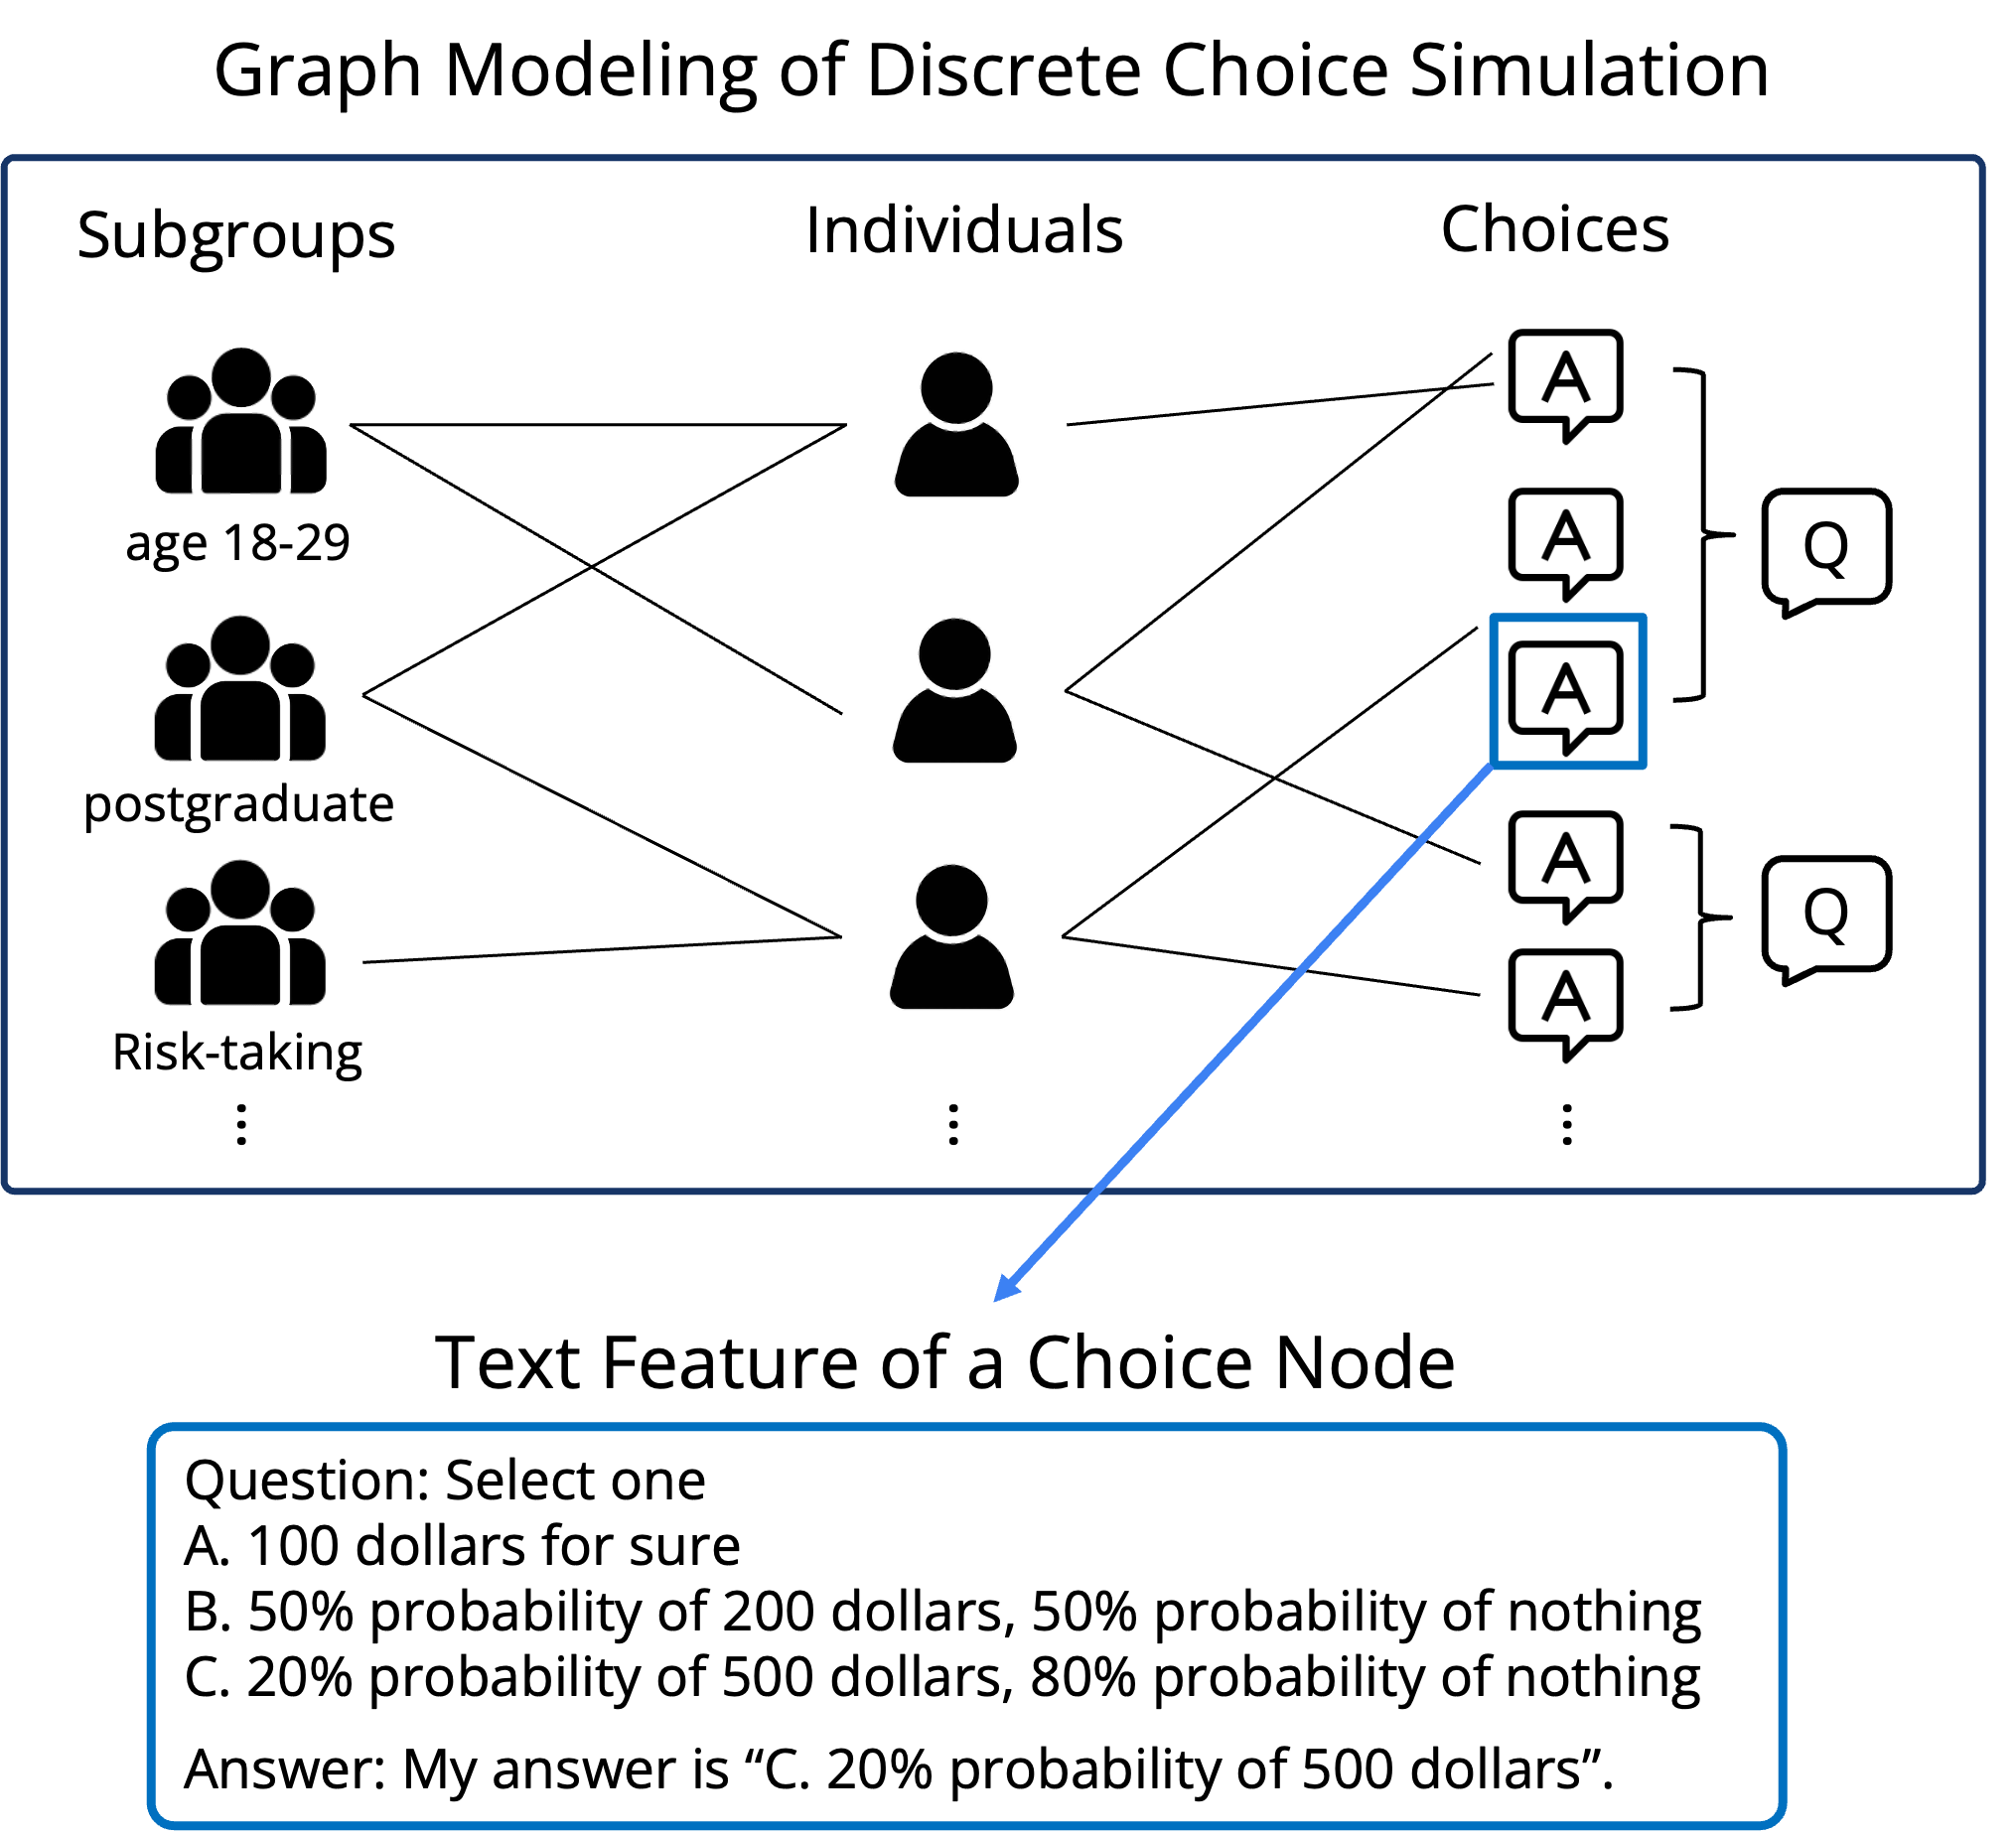 Graph Modeling of Discrete Choice Simulation
Subgroups
Individuals
Choices
age 18-29
postgraduate
Risk-taking
A
A
A
A
A
Q
Q
Text Feature of a Choice Node
Question: Select one
A. 100 dollars for sure
B. 50% probability of 200 dollars, 50% probability of nothing
C. 20% probability of 500 dollars, 80% probability of nothing
Answer: My answer is “C. 20% probability of 500 dollars”.